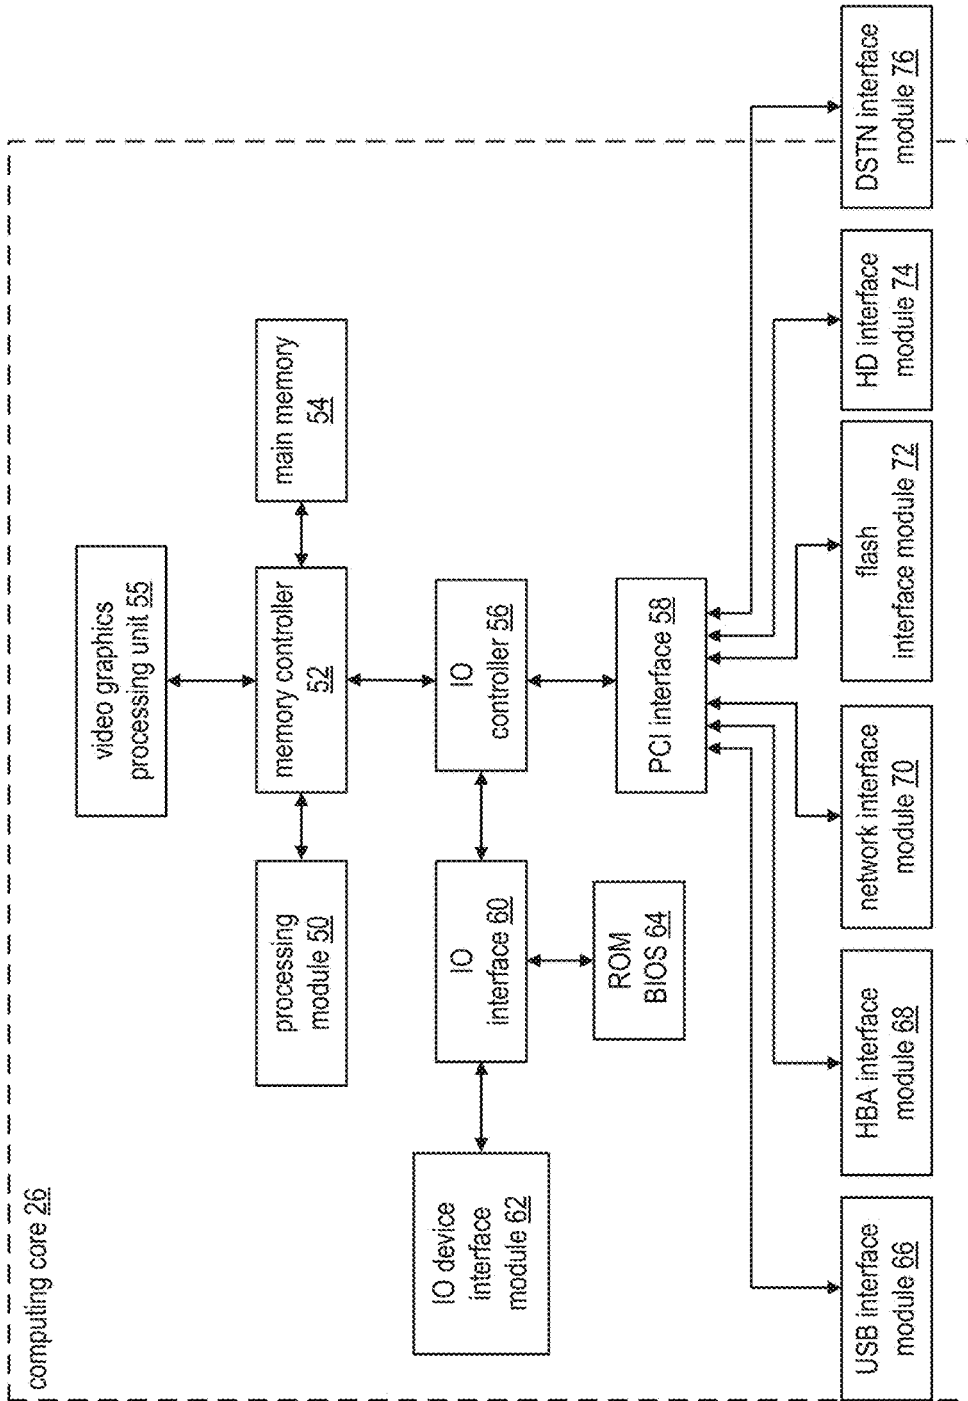 computing core 26
video graphics
processing unit 55
processing
module 50
memory controller
52
main memory
54
IO device
interface
module 62
IO
interface 60
IO
controller 56
ROM
BIOS 64
PCI interface 58
USB interface
module 66
HBA interface
module 68
network interface
module 70
flash
interface module 72
HD interface
module 74
DSTN interface
module 76